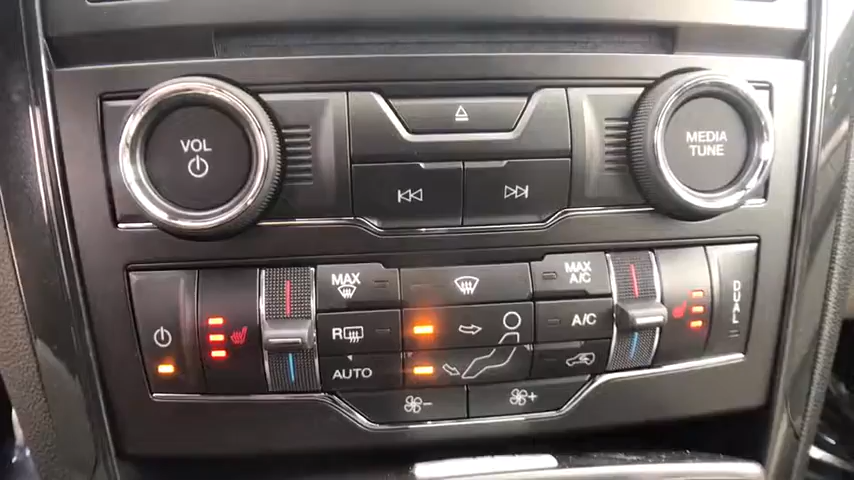 VOL
MEDIA
TUNE
MAX
MAX
A/C
R
A/C
AUTO
DUAL